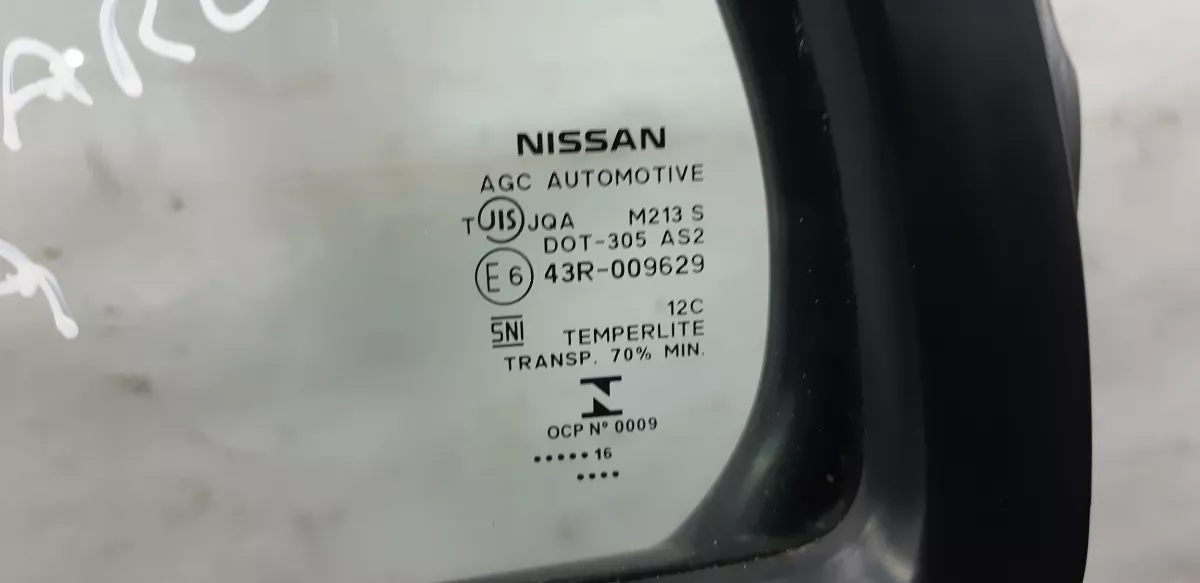 NISSAN
AGC AUTOMOTIVE
T JIS JQA M213 S
DOT-305 AS2
E6 43R-009629
12C
SNI TEMPERLITE
TRANSP. 70% MIN.
OCP Nº 0009
••••• 16
••••